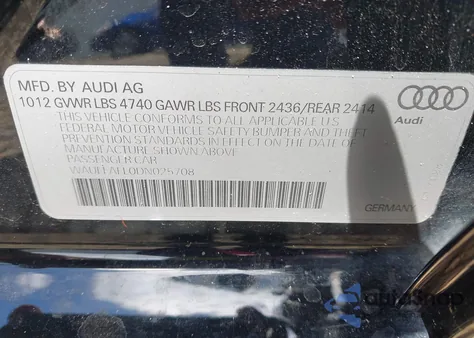 MFD. BY AUDI AG
1012 GVWR LBS 4740 GAWR LBS FRONT 2436/REAR 2414
THIS VEHICLE CONFORMS TO ALL APPLICABLE U.S.
FEDERAL MOTOR VEHICLE SAFETY BUMPER AND THEFT
PREVENTION STANDARDS IN EFFECT ON THE DATE OF
MANUFACTURE SHOWN ABOVE
PASSENGER CAR
Audi
GERMANY
autoSnap